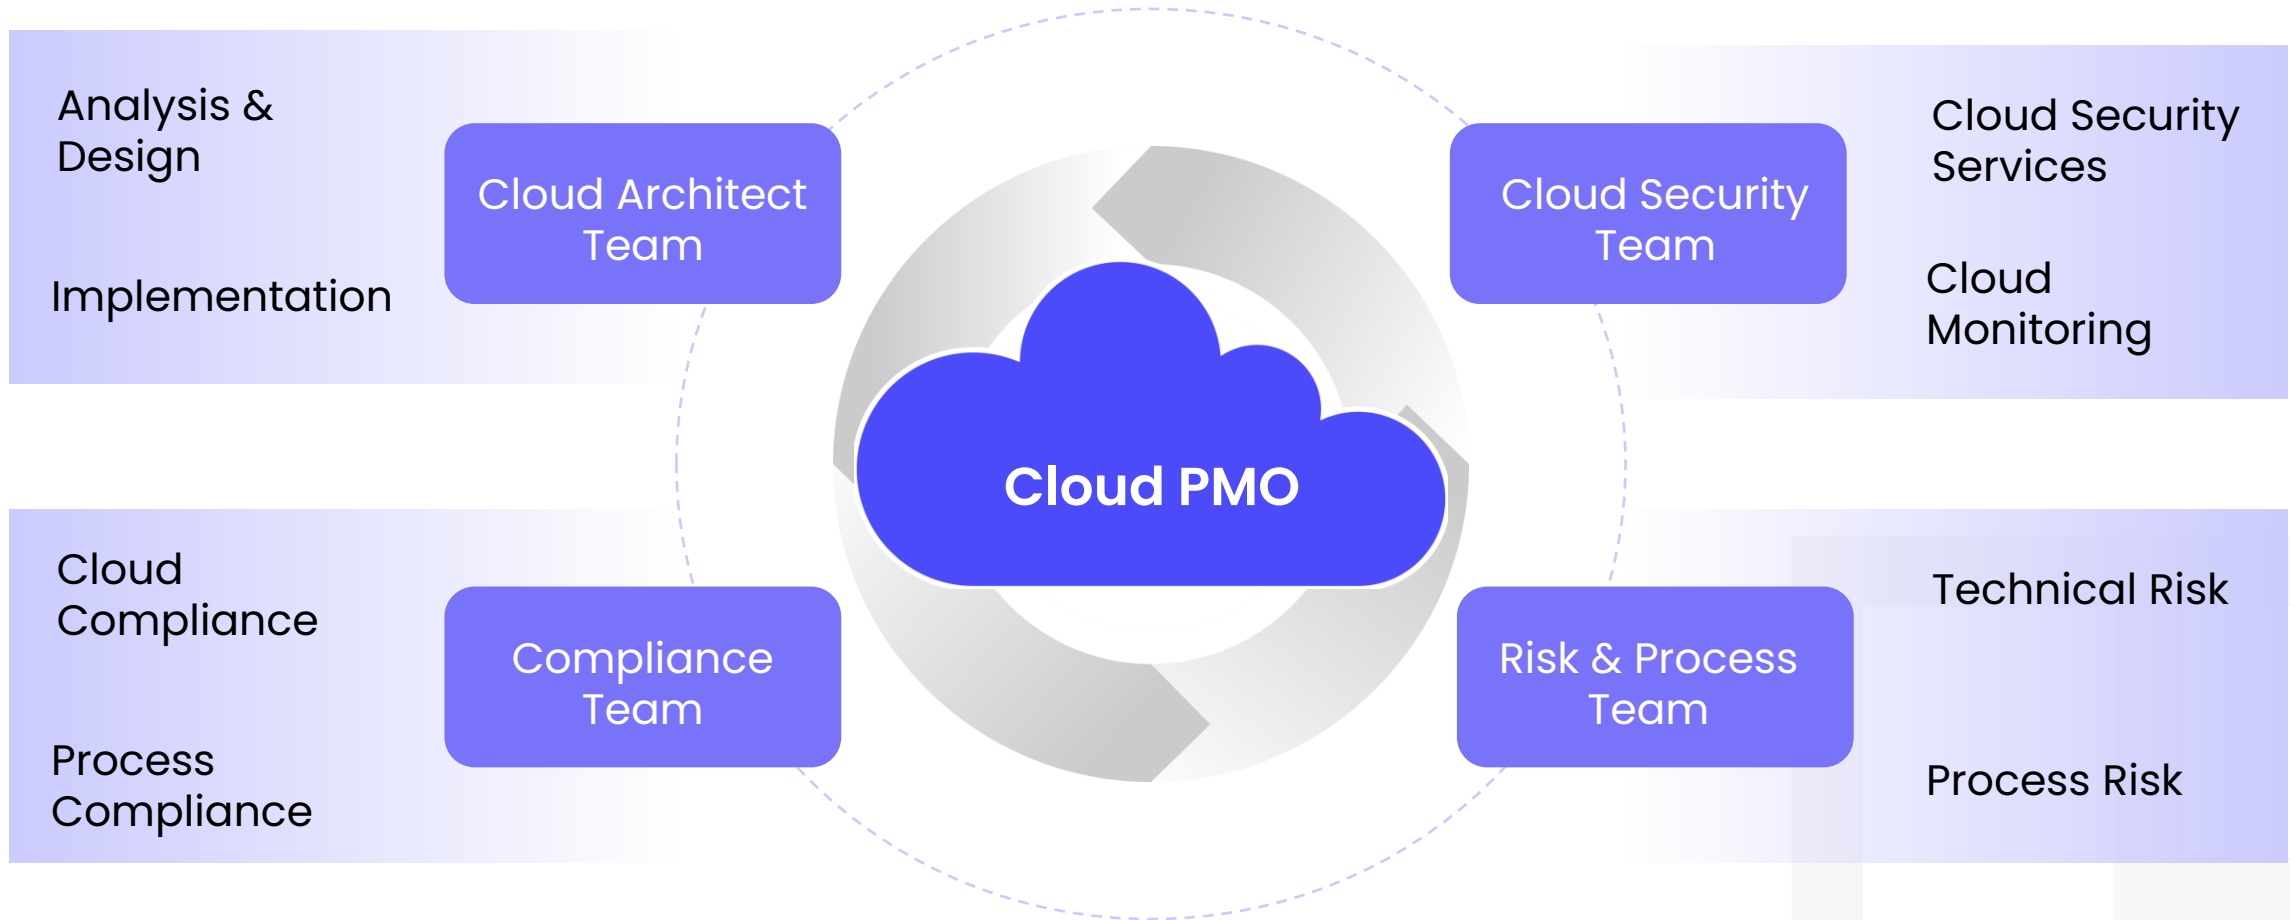 Analysis &
Design
Implementation
Cloud Architect
Team
Cloud Security
Team
Cloud Security
Services
Cloud
Monitoring
Cloud PMO
Cloud
Compliance
Process
Compliance
Compliance
Team
Risk & Process
Team
Technical Risk
Process Risk